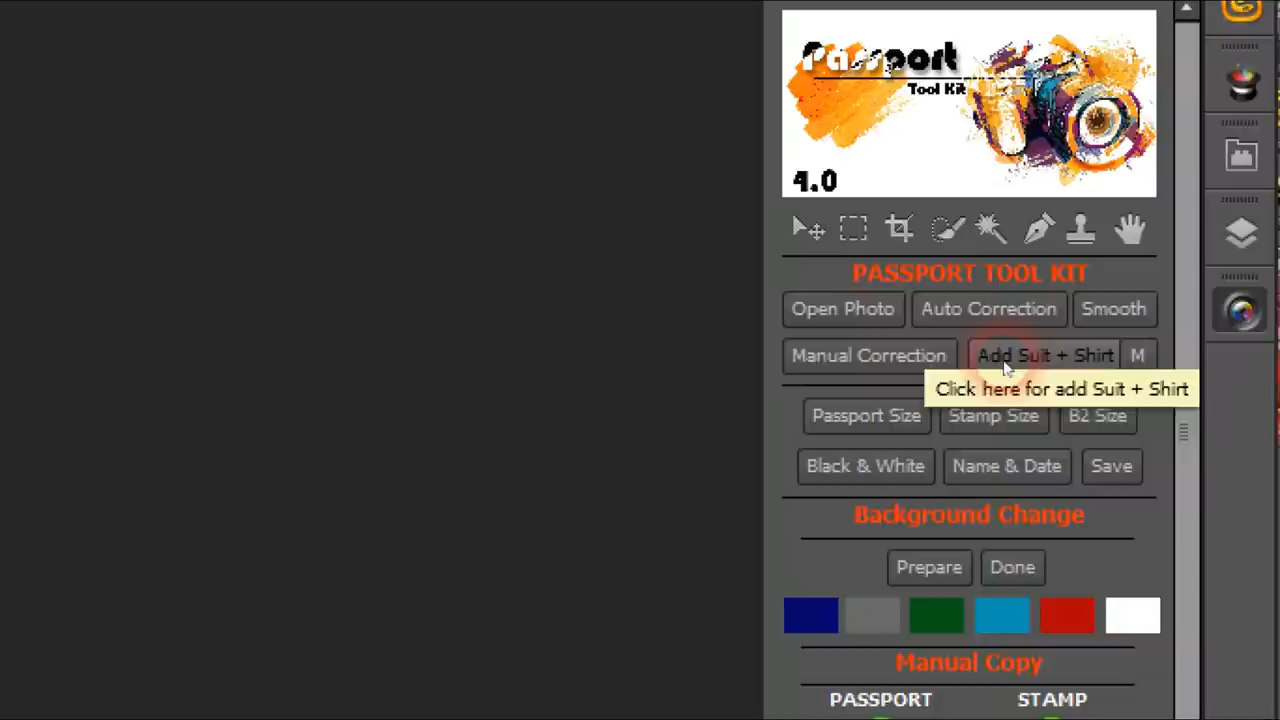 Passport
Tool Kit
4.0
PASSPORT TOOL KIT
Open Photo Auto Correction Smooth
Manual Correction Add Suit + Shirt M
Click here for add Suit + Shirt
Passport Size Stamp Size B2 Size
Black & White Name & Date Save
Background Change
Prepare Done
Manual Copy
PASSPORT STAMP